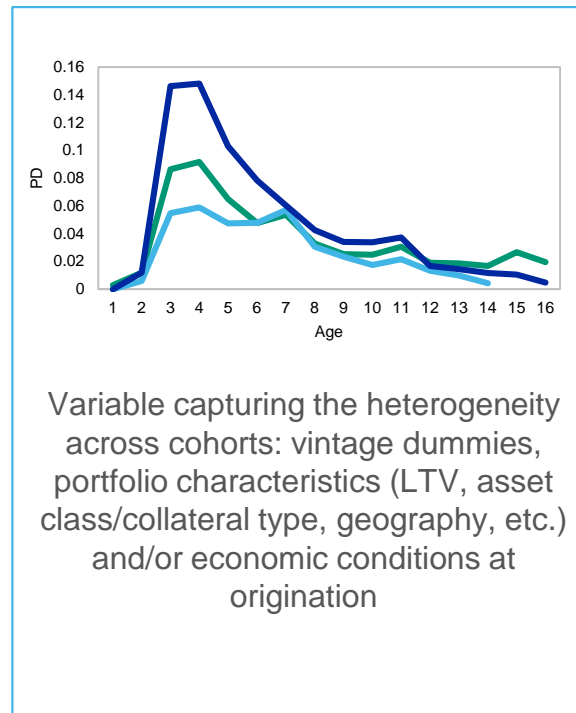 0.16
0.14
0.12
0.1
0.08
0.06
0.04
0.02
0
PD
1 2 3 4 5 6 7 8 9 10 11 12 13 14 15 16
Age
Variable capturing the heterogeneity
across cohorts: vintage dummies,
portfolio characteristics (LTV, asset
class/collateral type, geography, etc.)
and/or economic conditions at
origination